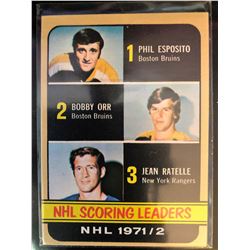 1 PHIL ESPOSITO
Boston Bruins
2 BOBBY ORR
Boston Bruins
3 JEAN RATELLE
New York Rangers
NHL SCORING LEADERS
NHL 1971/2